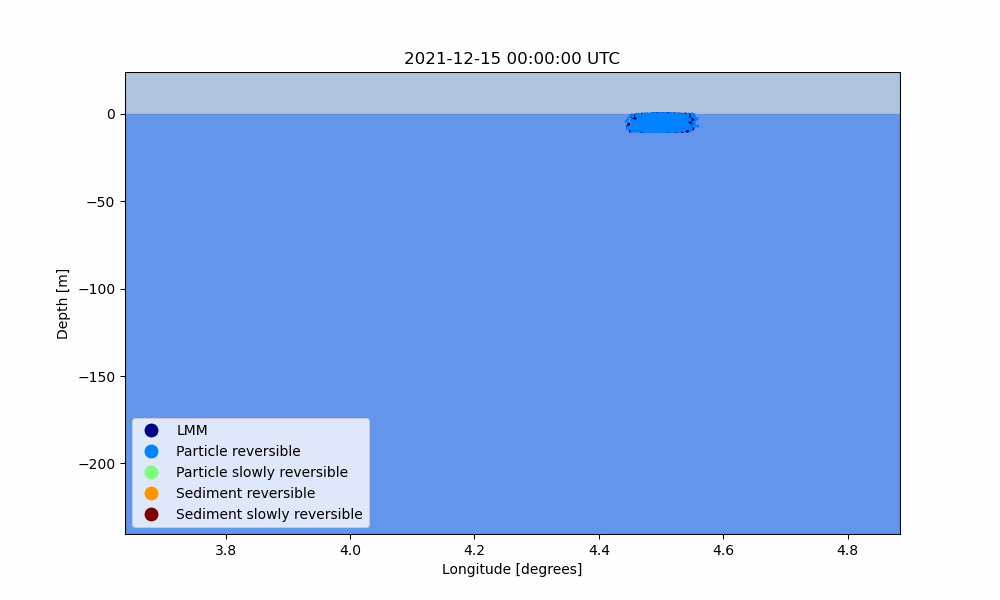 2021-12-15 00:00:00 UTC
0
−50
−100
−150
−200
Depth [m]
LMM
Particle reversible
Particle slowly reversible
Sediment reversible
Sediment slowly reversible
3.8 4.0 4.2 4.4 4.6 4.8
Longitude [degrees]